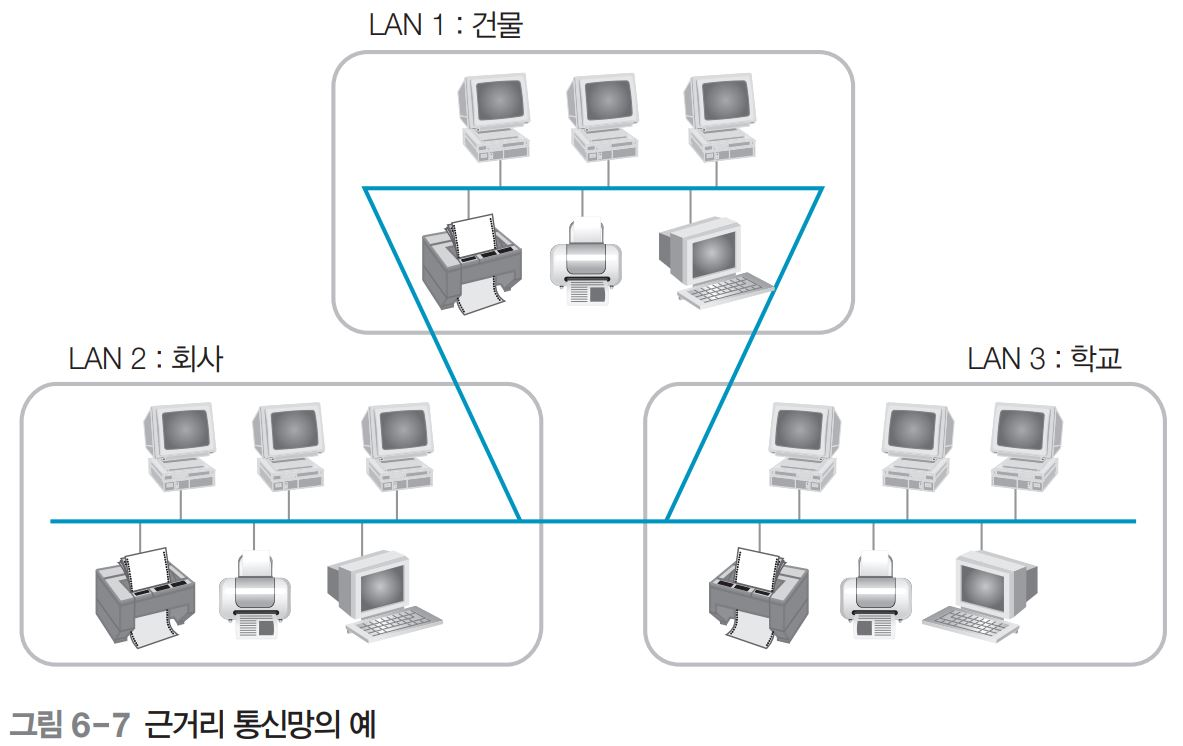 LAN 1 : 건물
LAN 2 : 회사
LAN 3 : 학교
그림 6-7 근거리 통신망의 예